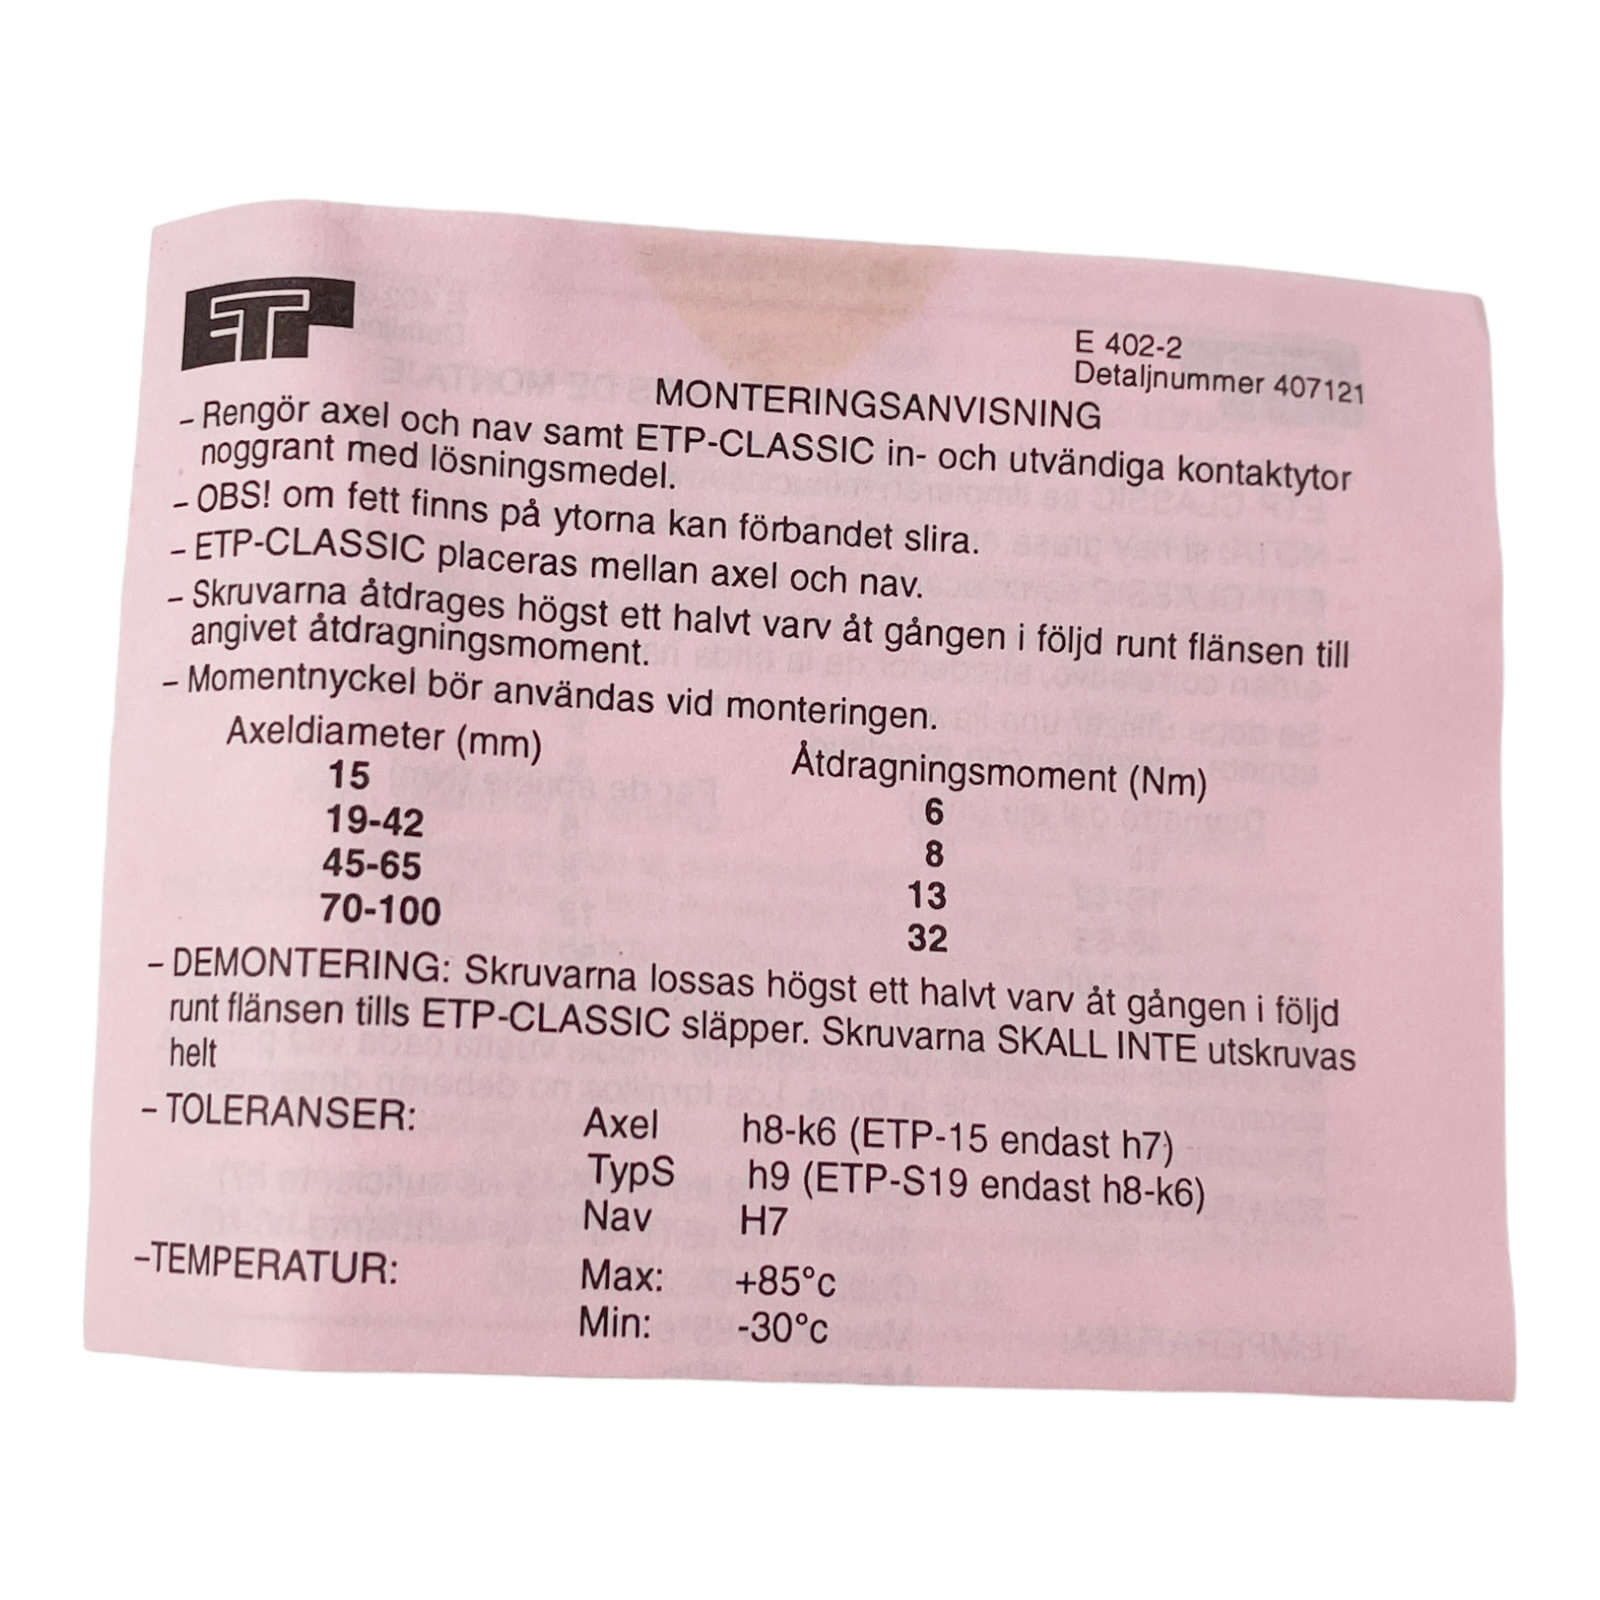 ETP
E 402-2
Detaljnummer 407121
MONTERINGSANVISNING
– Rengör axel och nav samt ETP-CLASSIC in- och utvändiga kontaktytor
noggrant med lösningsmedel.
– OBS! om fett finns på ytorna kan förbandet slira.
– ETP-CLASSIC placeras mellan axel och nav.
– Skruvarna åtdrages högst ett halvt varv åt gången i följd runt flänsen till
angivet åtdragningsmoment.
– Momentnyckel bör användas vid monteringen.
Axeldiameter (mm) Åtdragningsmoment (Nm)
15 6
19-42 8
45-65 13
70-100 32
– DEMONTERING: Skruvarna lossas högst ett halvt varv åt gången i följd
runt flänsen tills ETP-CLASSIC släpper. Skruvarna SKALL INTE utskruvas
helt
– TOLERANSER: Axel h8-k6 (ETP-15 endast h7)
TypS h9 (ETP-S19 endast h8-k6)
Nav H7
–TEMPERATUR: Max: +85°c
Min: -30°c